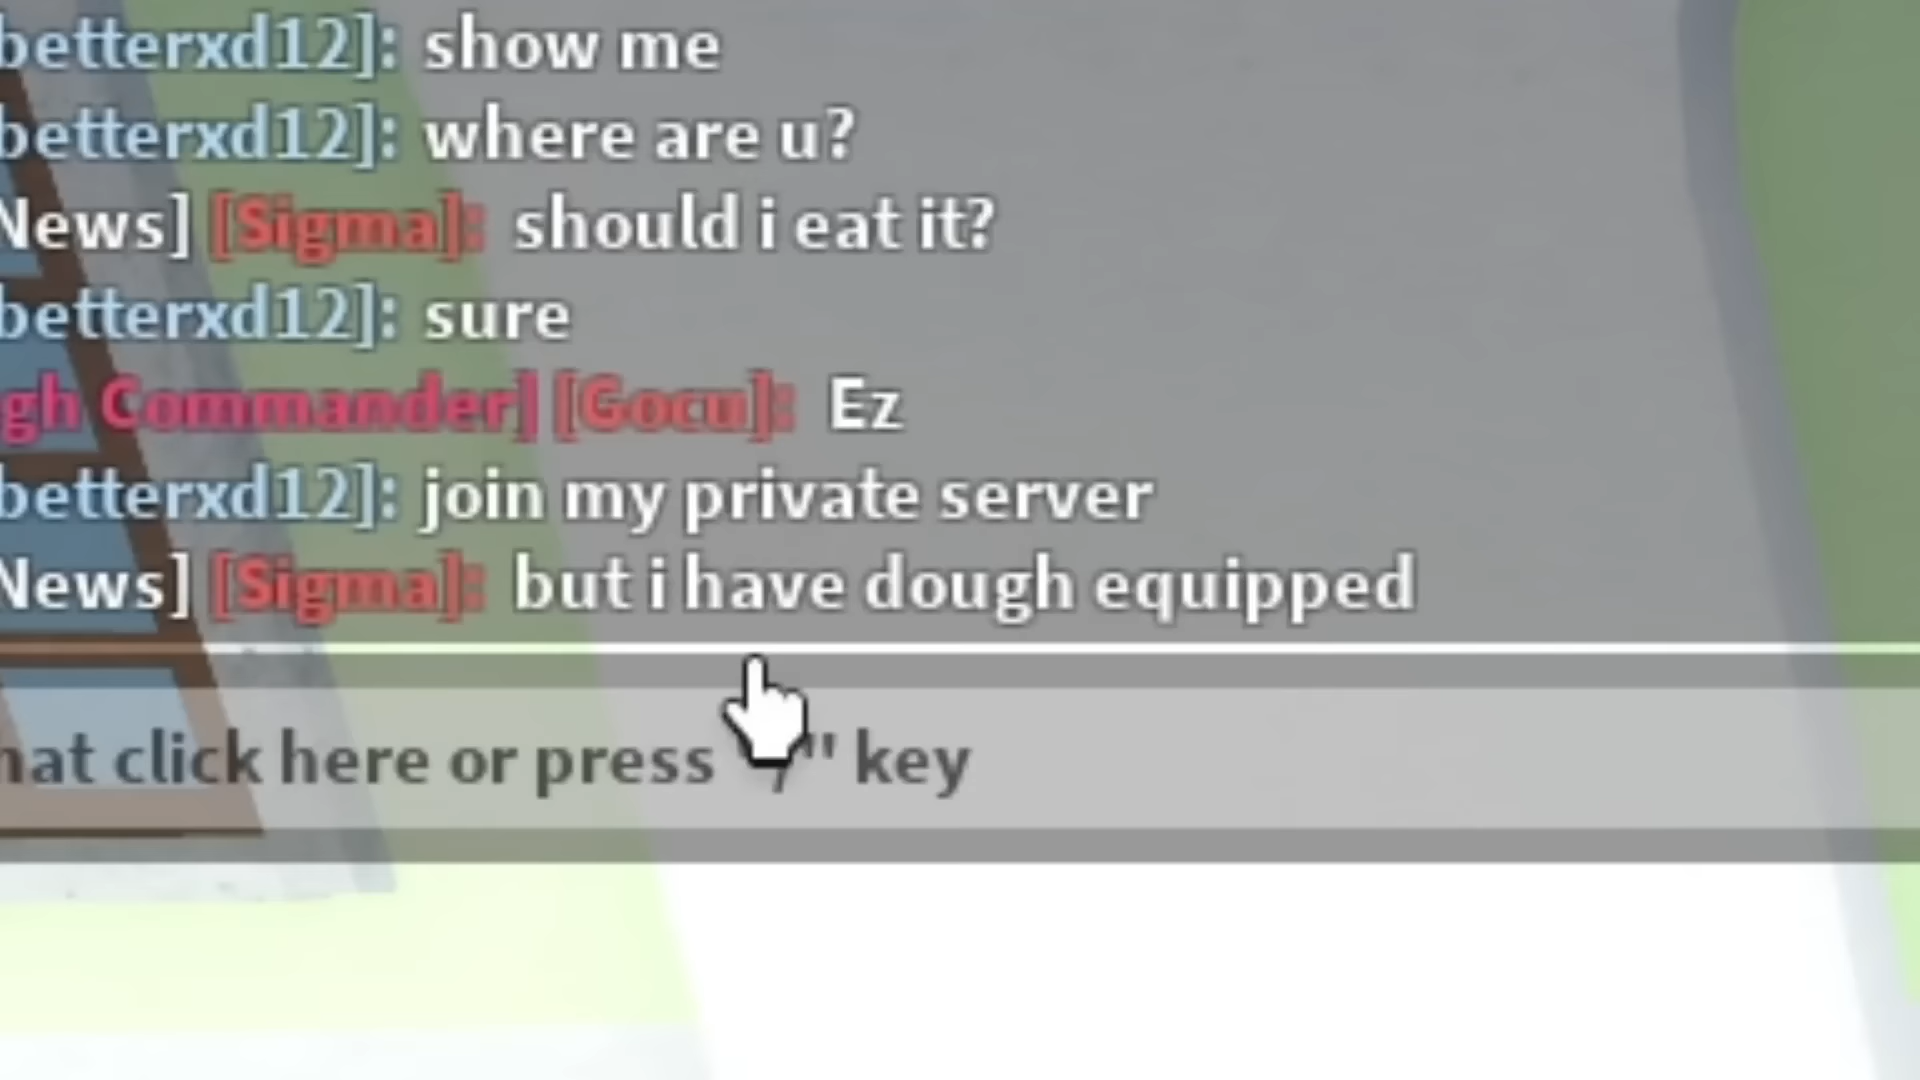 betterxd12]: show me
betterxd12]: where are u?
News] [Sigma]: should i eat it?
betterxd12]: sure
gh Commander] [Gocu]: Ez
betterxd12]: join my private server
News] [Sigma]: but i have dough equipped
hat click here or press "/" key